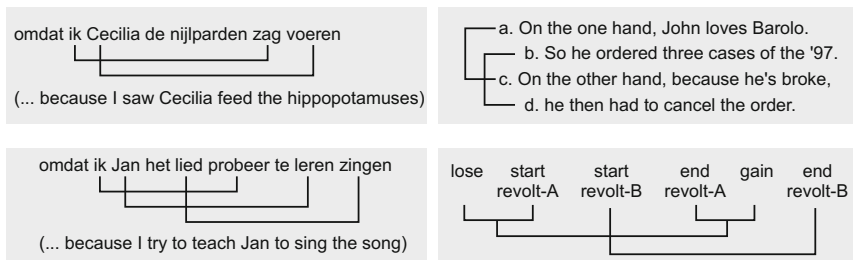 omdat ik Cecilia de nijlparden zag voeren
(... because I saw Cecilia feed the hippopotamuses)
a. On the one hand, John loves Barolo.
b. So he ordered three cases of the '97.
c. On the other hand, because he's broke,
d. he then had to cancel the order.
omdat ik Jan het lied probeer te leren zingen
(... because I try to teach Jan to sing the song)
lose start start end gain end
revolt-A revolt-B revolt-A revolt-B